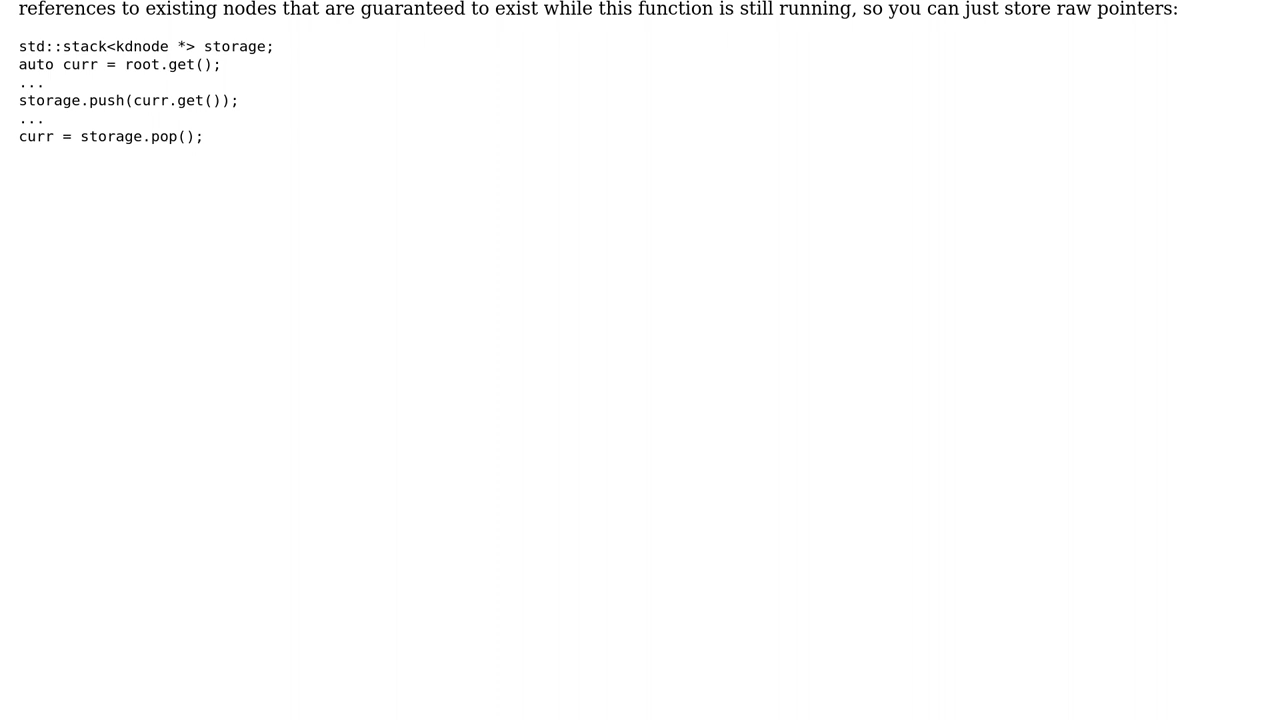 references to existing nodes that are guaranteed to exist while this function is still running, so you can just store raw pointers:
std::stack<kdnode *> storage;
auto curr = root.get();
...
storage.push(curr.get());
...
curr = storage.pop();